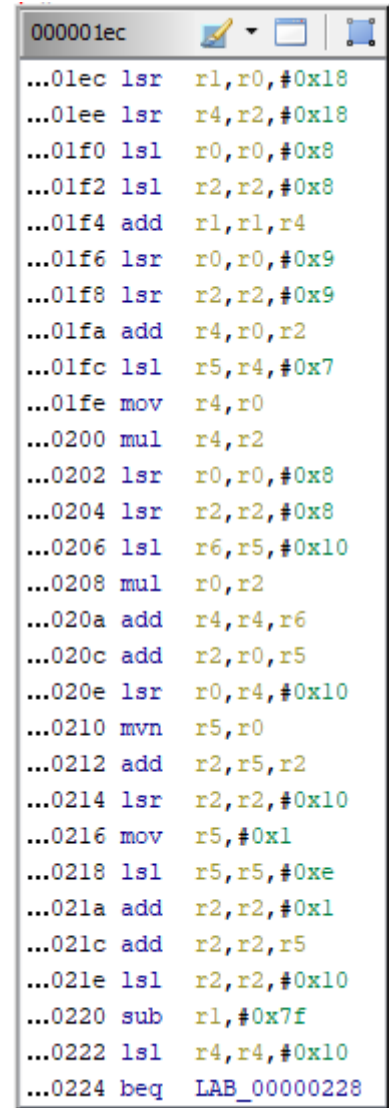 000001ec
...01ec lsr r1,r0,#0x18
...01ee lsr r4,r2,#0x18
...01f0 lsl r0,r0,#0x8
...01f2 lsl r2,r2,#0x8
...01f4 add r1,r1,r4
...01f6 lsr r0,r0,#0x9
...01f8 lsr r2,r2,#0x9
...01fa add r4,r0,r2
...01fc lsl r5,r4,#0x7
...01fe mov r4,r0
...0200 mul r4,r2
...0202 lsr r0,r0,#0x8
...0204 lsr r2,r2,#0x8
...0206 lsl r6,r5,#0x10
...0208 mul r0,r2
...020a add r4,r4,r6
...020c add r2,r0,r5
...020e lsr r0,r4,#0x10
...0210 mvn r5,r0
...0212 add r2,r5,r2
...0214 lsr r2,r2,#0x10
...0216 mov r5,#0x1
...0218 lsl r5,r5,#0xe
...021a add r2,r2,#0x1
...021c add r2,r2,r5
...021e lsl r2,r2,#0x10
...0220 sub r1,#0x7f
...0222 lsl r4,r4,#0x10
...0224 beq LAB_00000228